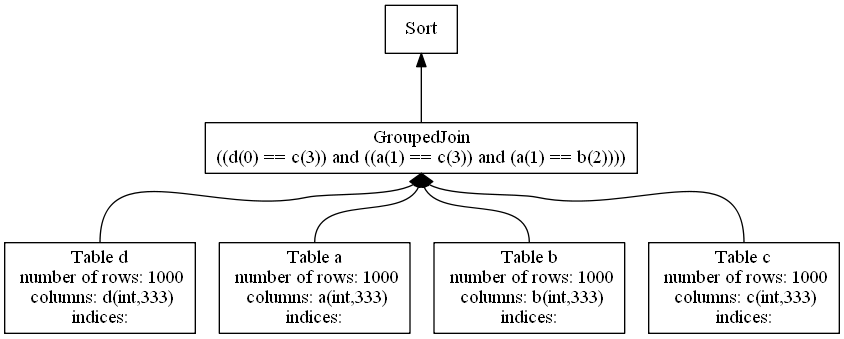 Sort
GroupedJoin
((d(0) == c(3)) and ((a(1) == c(3)) and (a(1) == b(2))))
Table d
number of rows: 1000
columns: d(int,333)
indices:
Table a
number of rows: 1000
columns: a(int,333)
indices:
Table b
number of rows: 1000
columns: b(int,333)
indices:
Table c
number of rows: 1000
columns: c(int,333)
indices: